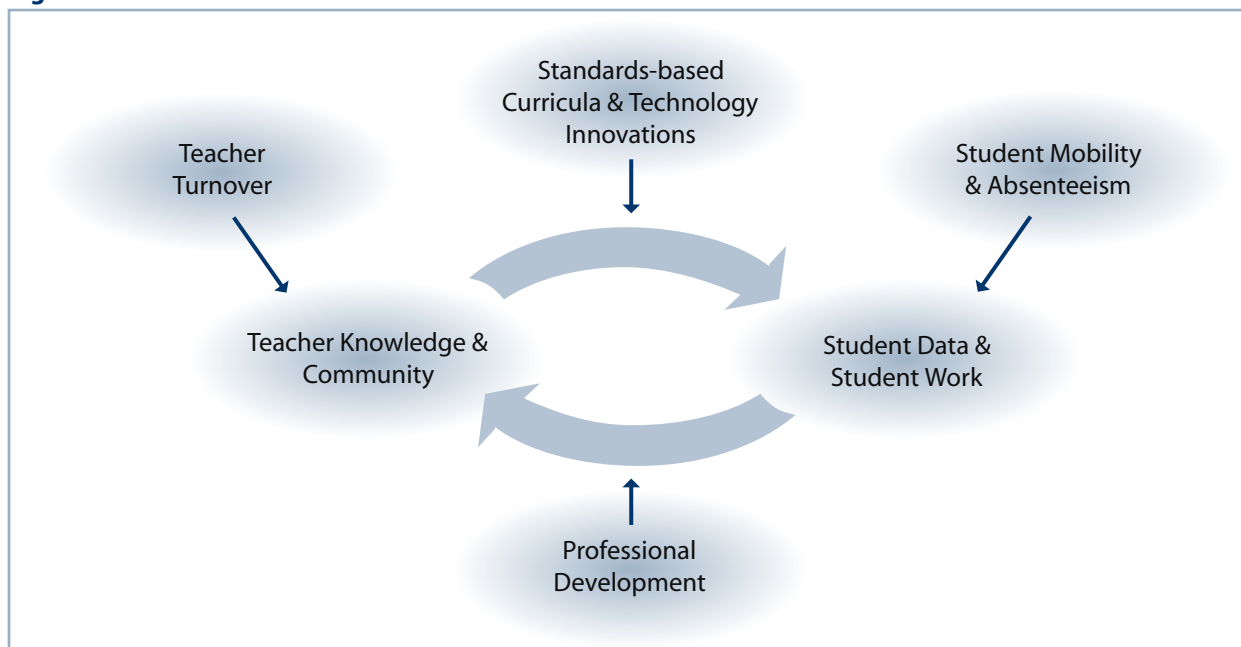 Standards-based
Curricula & Technology
Innovations
Teacher
Turnover
Student Mobility
& Absenteeism
Teacher Knowledge &
Community
Student Data &
Student Work
Professional
Development